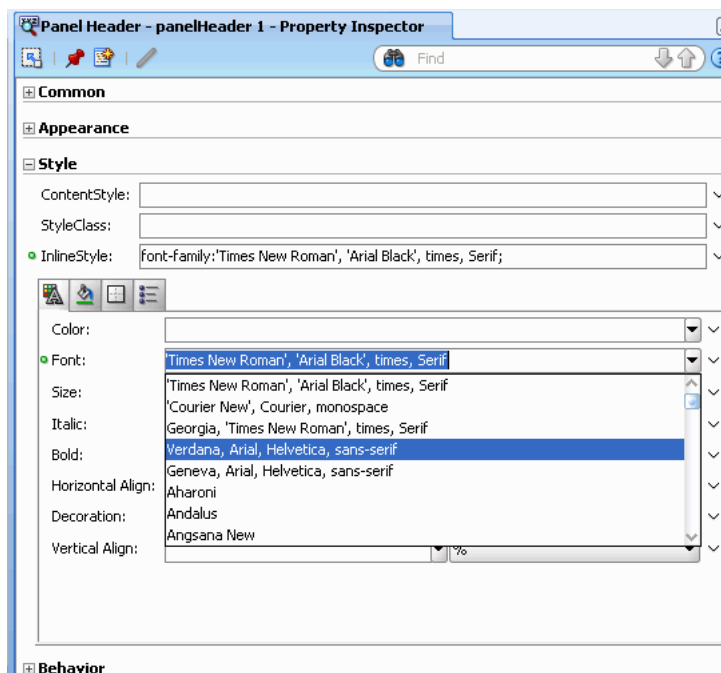 Panel Header - panelHeader 1 - Property Inspector
Find
Common
Appearance
Style
ContentStyle:
StyleClass:
InlineStyle: font-family:'Times New Roman', 'Arial Black', times, Serif;
Color:
Font: 'Times New Roman', 'Arial Black', times, Serif
Size: 'Times New Roman', 'Arial Black', times, Serif
'Courier New', Courier, monospace
Italic: Georgia, 'Times New Roman', times, Serif
Bold: Verdana, Arial, Helvetica, sans-serif
Geneva, Arial, Helvetica, sans-serif
Horizontal Align: Aharoni
Decoration: Andalus
Angsana New
Vertical Align: %
Behavior